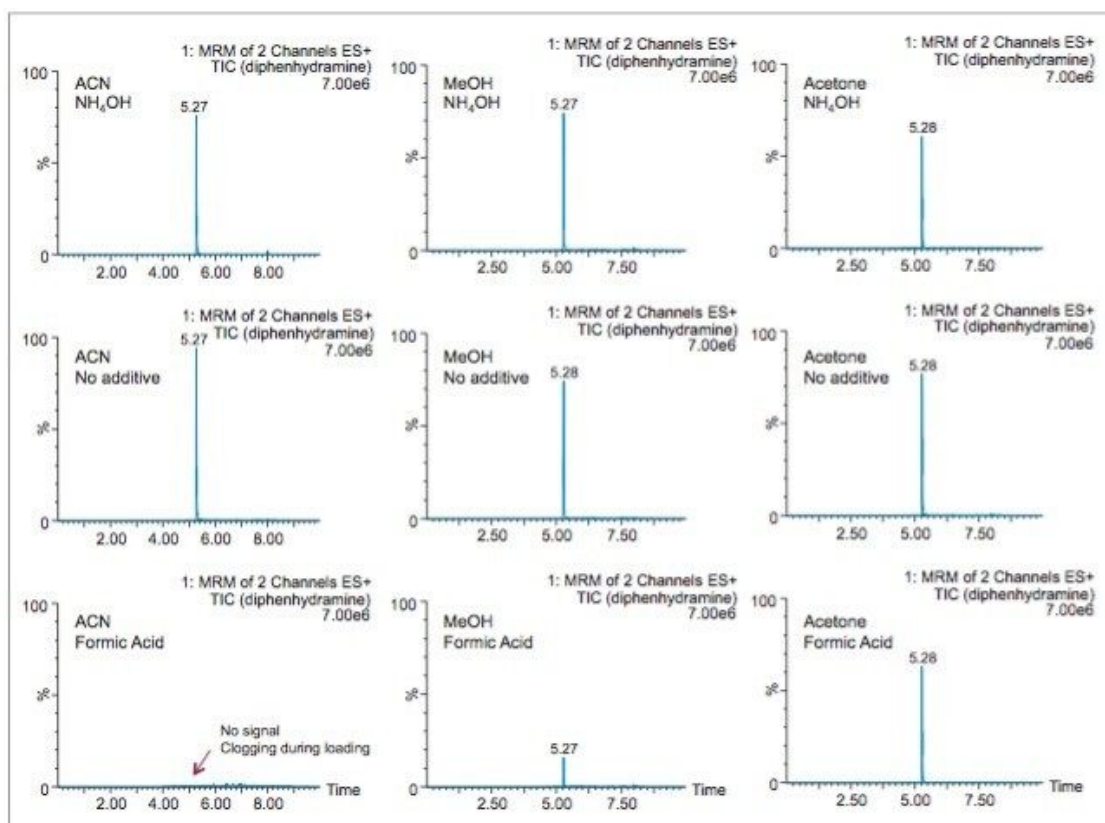 1: MRM of 2 Channels ES+
TIC (diphenhydramine)
7.00e6
100
ACN
NH₄OH
5.27
%
0
2.00 4.00 6.00 8.00
1: MRM of 2 Channels ES+
TIC (diphenhydramine)
7.00e6
100
MeOH
NH₄OH
5.27
%
0
2.50 5.00 7.50
1: MRM of 2 Channels ES+
TIC (diphenhydramine)
7.00e6
100
Acetone
NH₄OH
5.28
%
0
2.50 5.00 7.50
1: MRM of 2 Channels ES+
TIC (diphenhydramine)
7.00e6
100
5.27
ACN
No additive
%
0
2.00 4.00 6.00 8.00
1: MRM of 2 Channels ES+
TIC (diphenhydramine)
7.00e6
100
MeOH
No additive
5.28
%
0
2.50 5.00 7.50
1: MRM of 2 Channels ES+
TIC (diphenhydramine)
7.00e6
100
Acetone
No additive
5.28
%
0
2.50 5.00 7.50
1: MRM of 2 Channels ES+
TIC (diphenhydramine)
7.00e6
100
ACN
Formic Acid
%
No signal
Clogging during loading
0
2.00 4.00 6.00 8.00
Time
1: MRM of 2 Channels ES+
TIC (diphenhydramine)
7.00e6
100
MeOH
Formic Acid
%
5.27
0
2.50 5.00 7.50
1: MRM of 2 Channels ES+
TIC (diphenhydramine)
7.00e6
100
Acetone
Formic Acid
5.28
%
0
2.50 5.00 7.50
Time